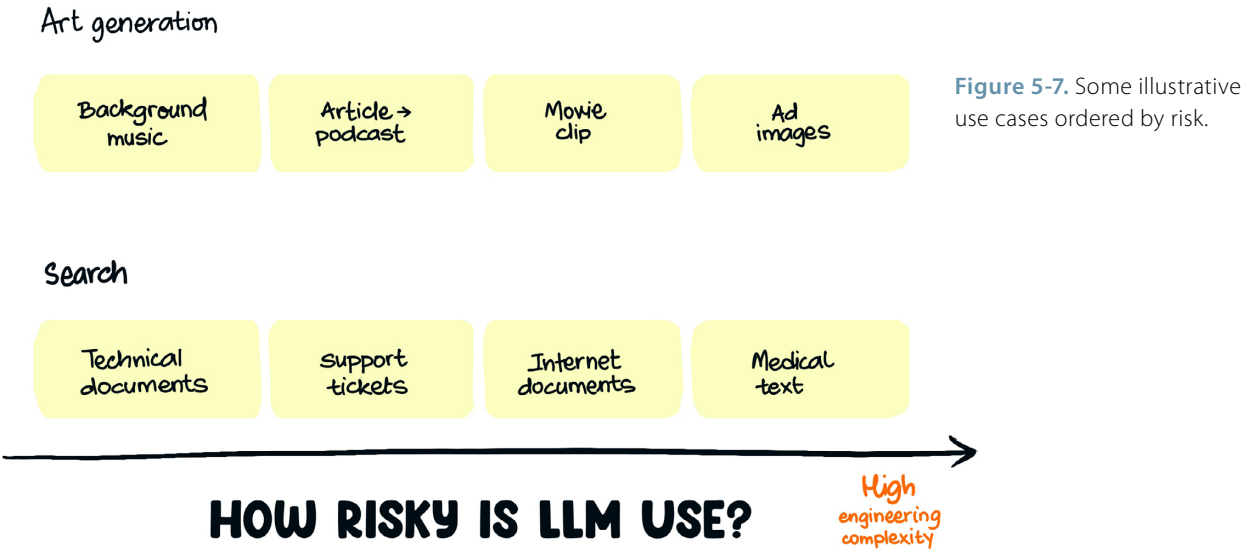 Art generation
Background
music
Article →
podcast
Movie
clip
Ad
images
Figure 5-7. Some illustrative
use cases ordered by risk.
Search
Technical
documents
Support
tickets
Internet
documents
Medical
text
HOW RISKY IS LLM USE?
High
engineering
complexity